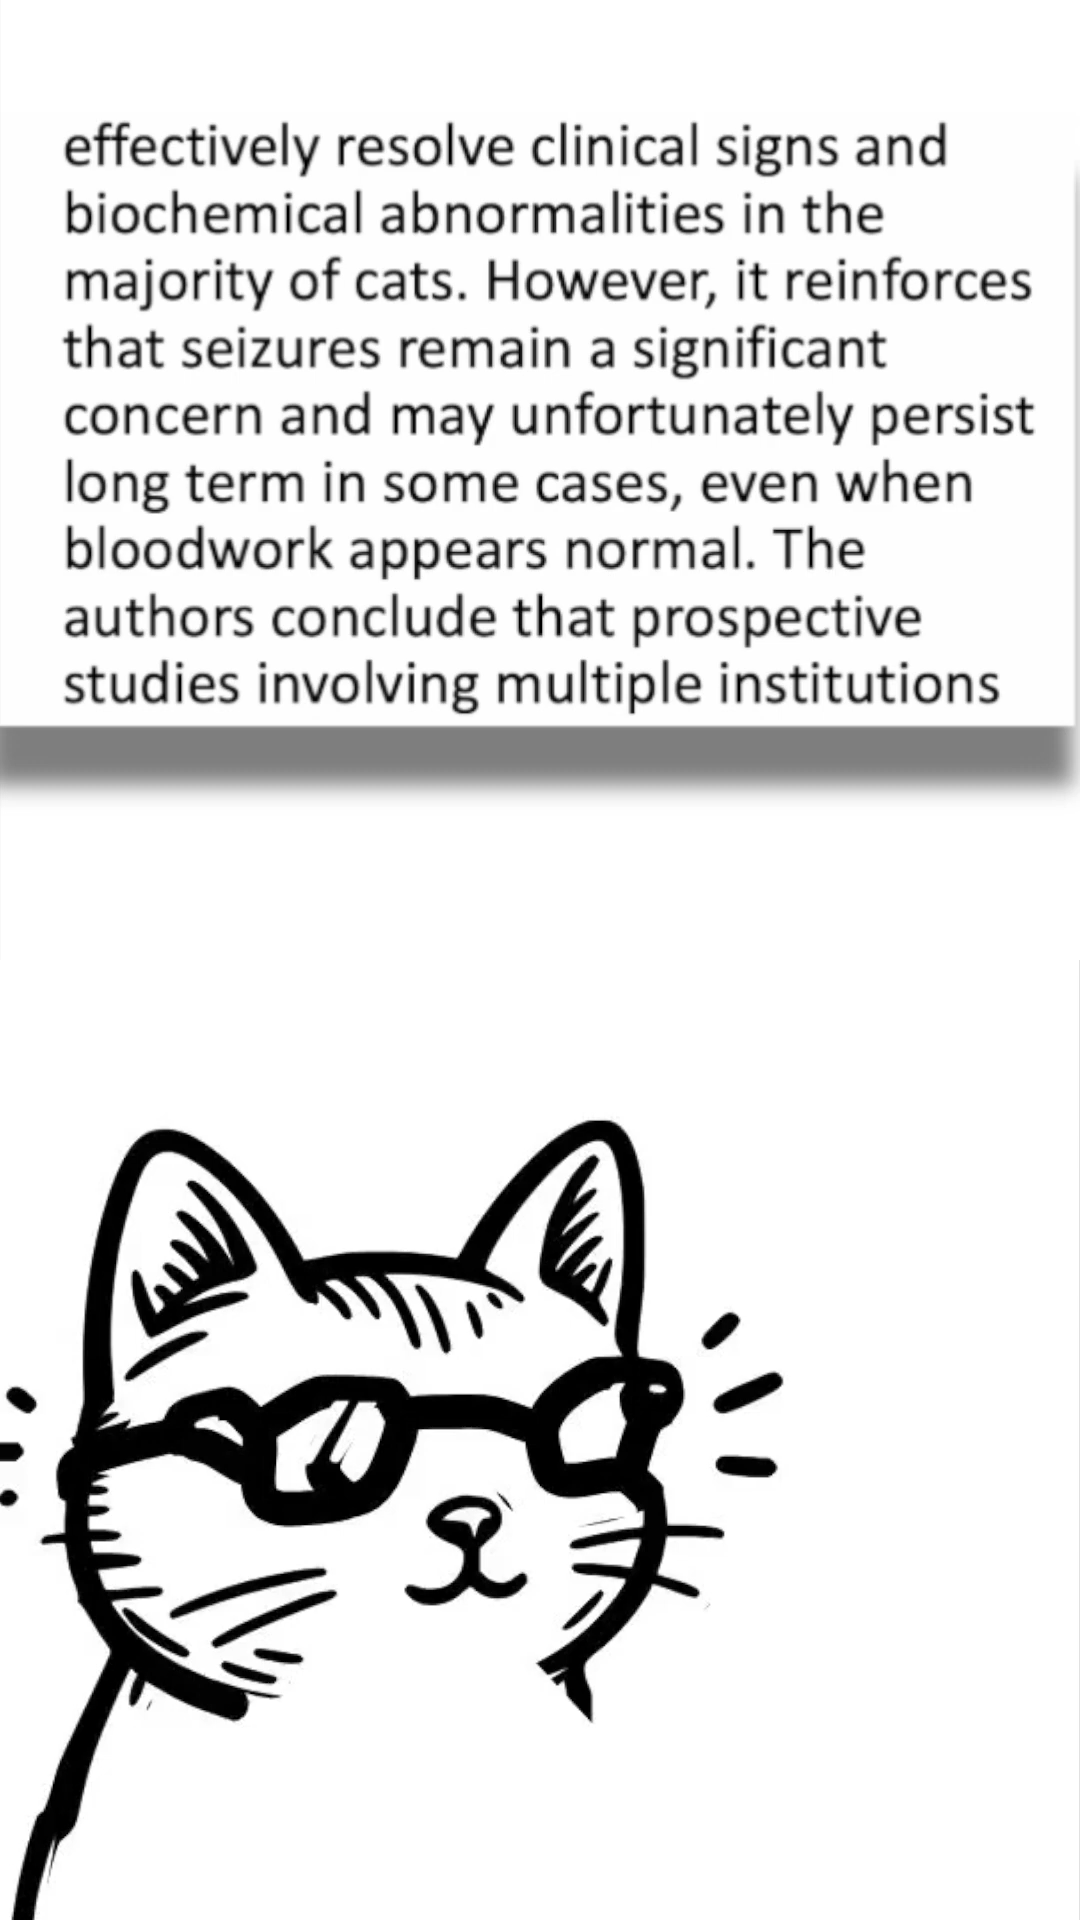 effectively resolve clinical signs and
biochemical abnormalities in the
majority of cats. However, it reinforces
that seizures remain a significant
concern and may unfortunately persist
long term in some cases, even when
bloodwork appears normal. The
authors conclude that prospective
studies involving multiple institutions